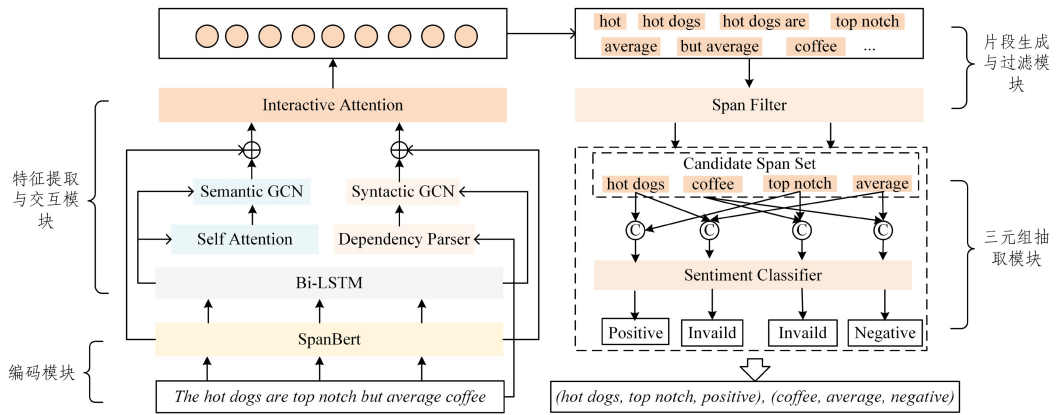 hot hot dogs hot dogs are top notch
average but average coffee ...
片段生成
与过滤模
块
Interactive Attention
Span Filter
特征提取
与交互模
块
Candidate Span Set
Semantic GCN Syntactic GCN
hot dogs coffee top notch average
Self Attention Dependency Parser
C C C C
三元组抽
取模块
Bi-LSTM
Sentiment Classifier
SpanBert
Positive Invaild Invaild Negative
编码模块
The hot dogs are top notch but average coffee
(hot dogs, top notch, positive), (coffee, average, negative)